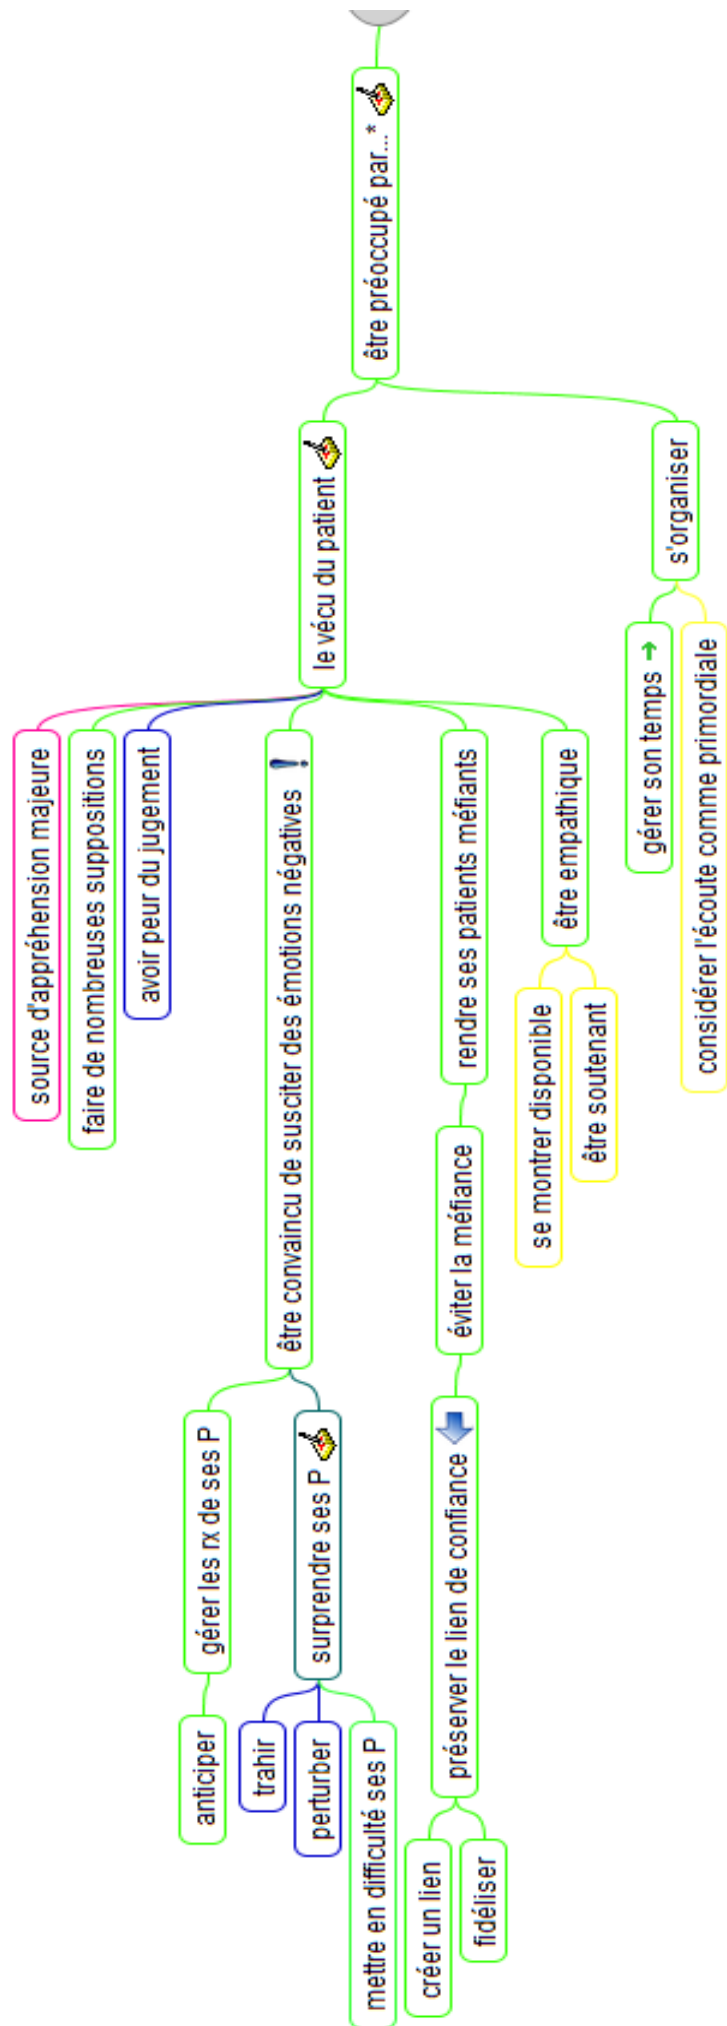 être préoccupé par...*
le vécu du patient
source d'appréhension majeure
faire de nombreuses suppositions
avoir peur du jugement
être convaincu de susciter des émotions négatives
gérer les rx de ses P
anticiper
surprendre ses P
trahir
perturber
mettre en difficulté ses P
rendre ses patients méfiants
éviter la méfiance
préserver le lien de confiance
créer un lien
fidéliser
être empathique
se montrer disponible
être soutenant
s'organiser
gérer son temps
considérer l'écoute comme primordiale